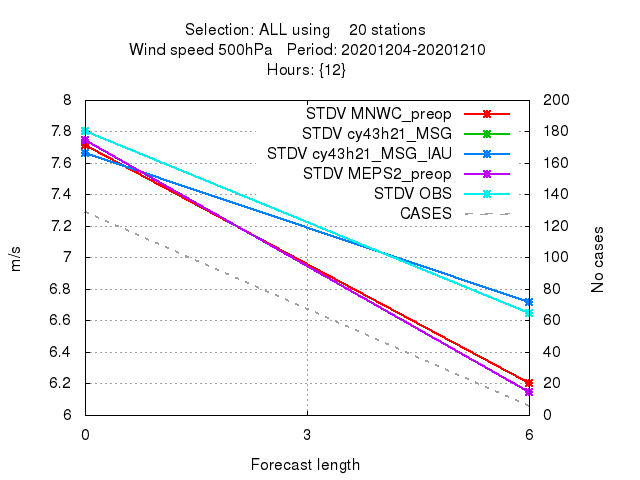 Selection: ALL using    20 stations
Wind speed 500hPa   Period: 20201204-20201210
Hours: {12}
8 200
7.8 180
7.6 160
7.4 140
7.2 120
7 100
6.8 80
6.6 60
6.4 40
6.2 20
6 0
STDV MNWC_preop
STDV cy43h21_MSG
STDV cy43h21_MSG_IAU
STDV MEPS2_preop
STDV OBS
CASES
m/s
No cases
0 3 6
Forecast length